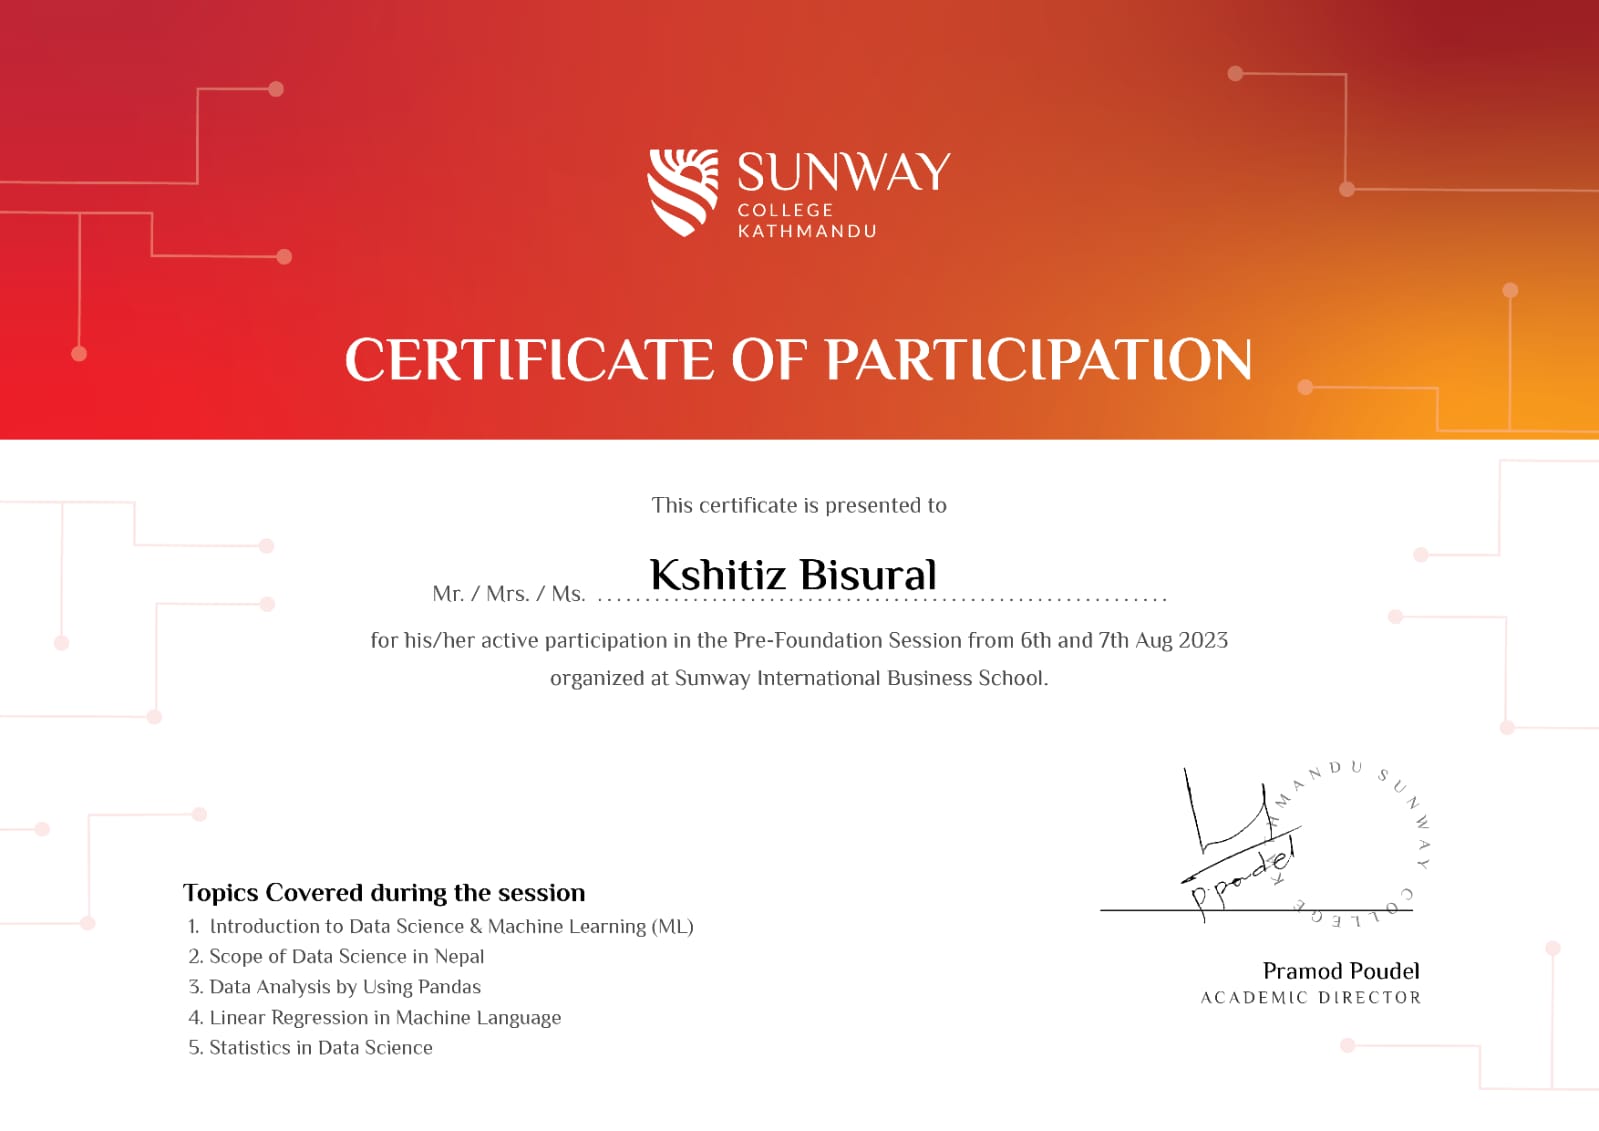 SUNWAY
COLLEGE
KATHMANDU
CERTIFICATE OF PARTICIPATION
This certificate is presented to
Kshitiz Bisural
Mr. / Mrs. / Ms. ............................................................
for his/her active participation in the Pre-Foundation Session from 6th and 7th Aug 2023
organized at Sunway International Business School.
Topics Covered during the session
1. Introduction to Data Science & Machine Learning (ML)
2. Scope of Data Science in Nepal
3. Data Analysis by Using Pandas
4. Linear Regression in Machine Language
5. Statistics in Data Science
P.poudel
KATHMANDU SUNWAY COLLEGE
Pramod Poudel
ACADEMIC DIRECTOR